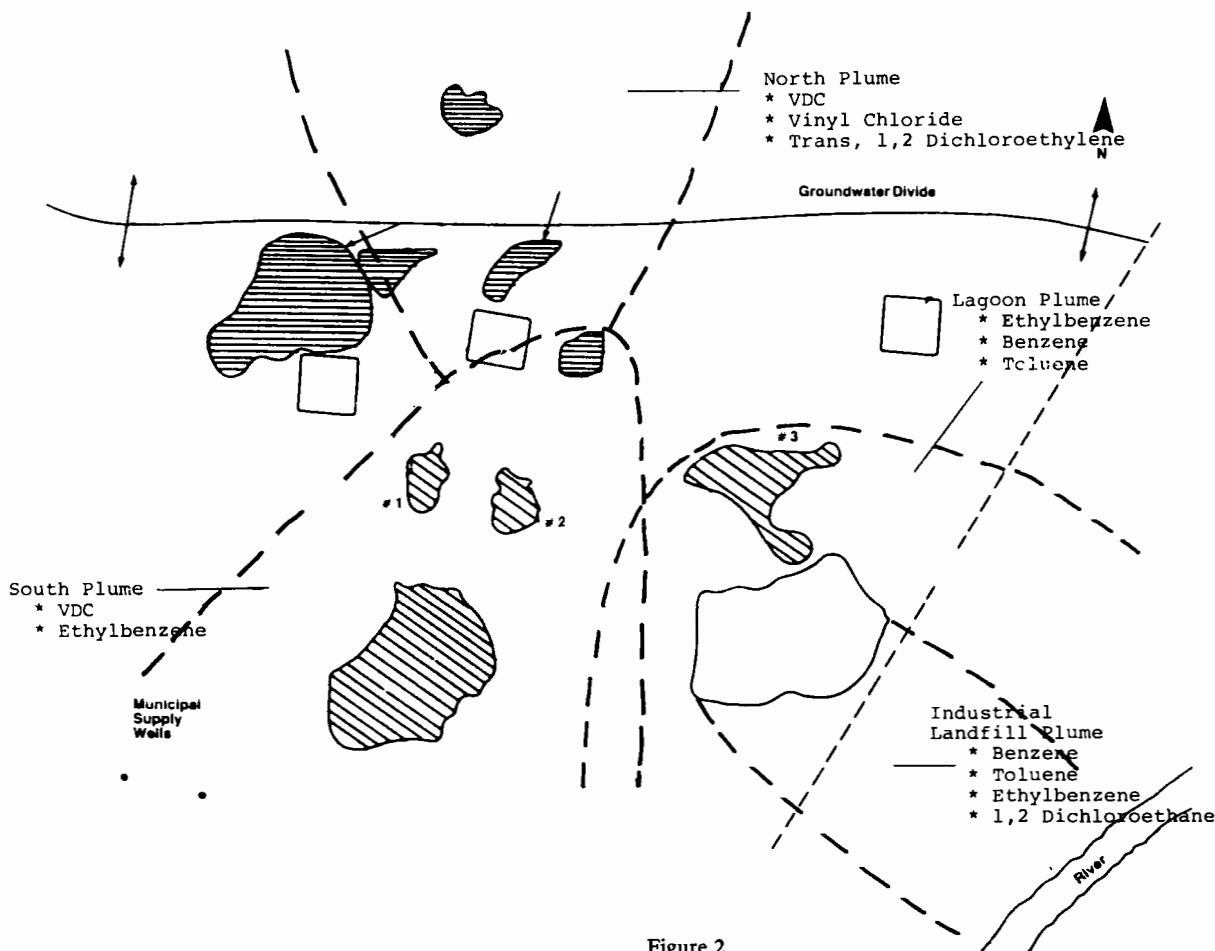 North Plume
* VDC
* Vinyl Chloride
* Trans, 1,2 Dichloroethylene
N
Groundwater Divide
Lagoon Plume
* Ethylbenzene
* Benzene
* Toluene
#3
#1
#2
South Plume
* VDC
* Ethylbenzene
Municipal
Supply
Wells
Industrial
Landfill Plume
* Benzene
* Toluene
* Ethylbenzene
* 1,2 Dichloroethane
River
Figure 2